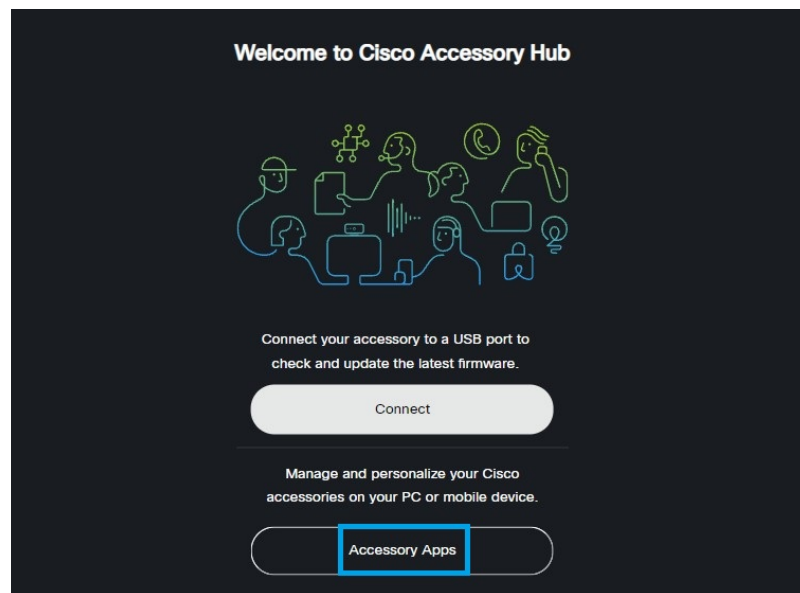 Welcome to Cisco Accessory Hub
Connect your accessory to a USB port to
check and update the latest firmware.
Connect
Manage and personalize your Cisco
accessories on your PC or mobile device.
Accessory Apps